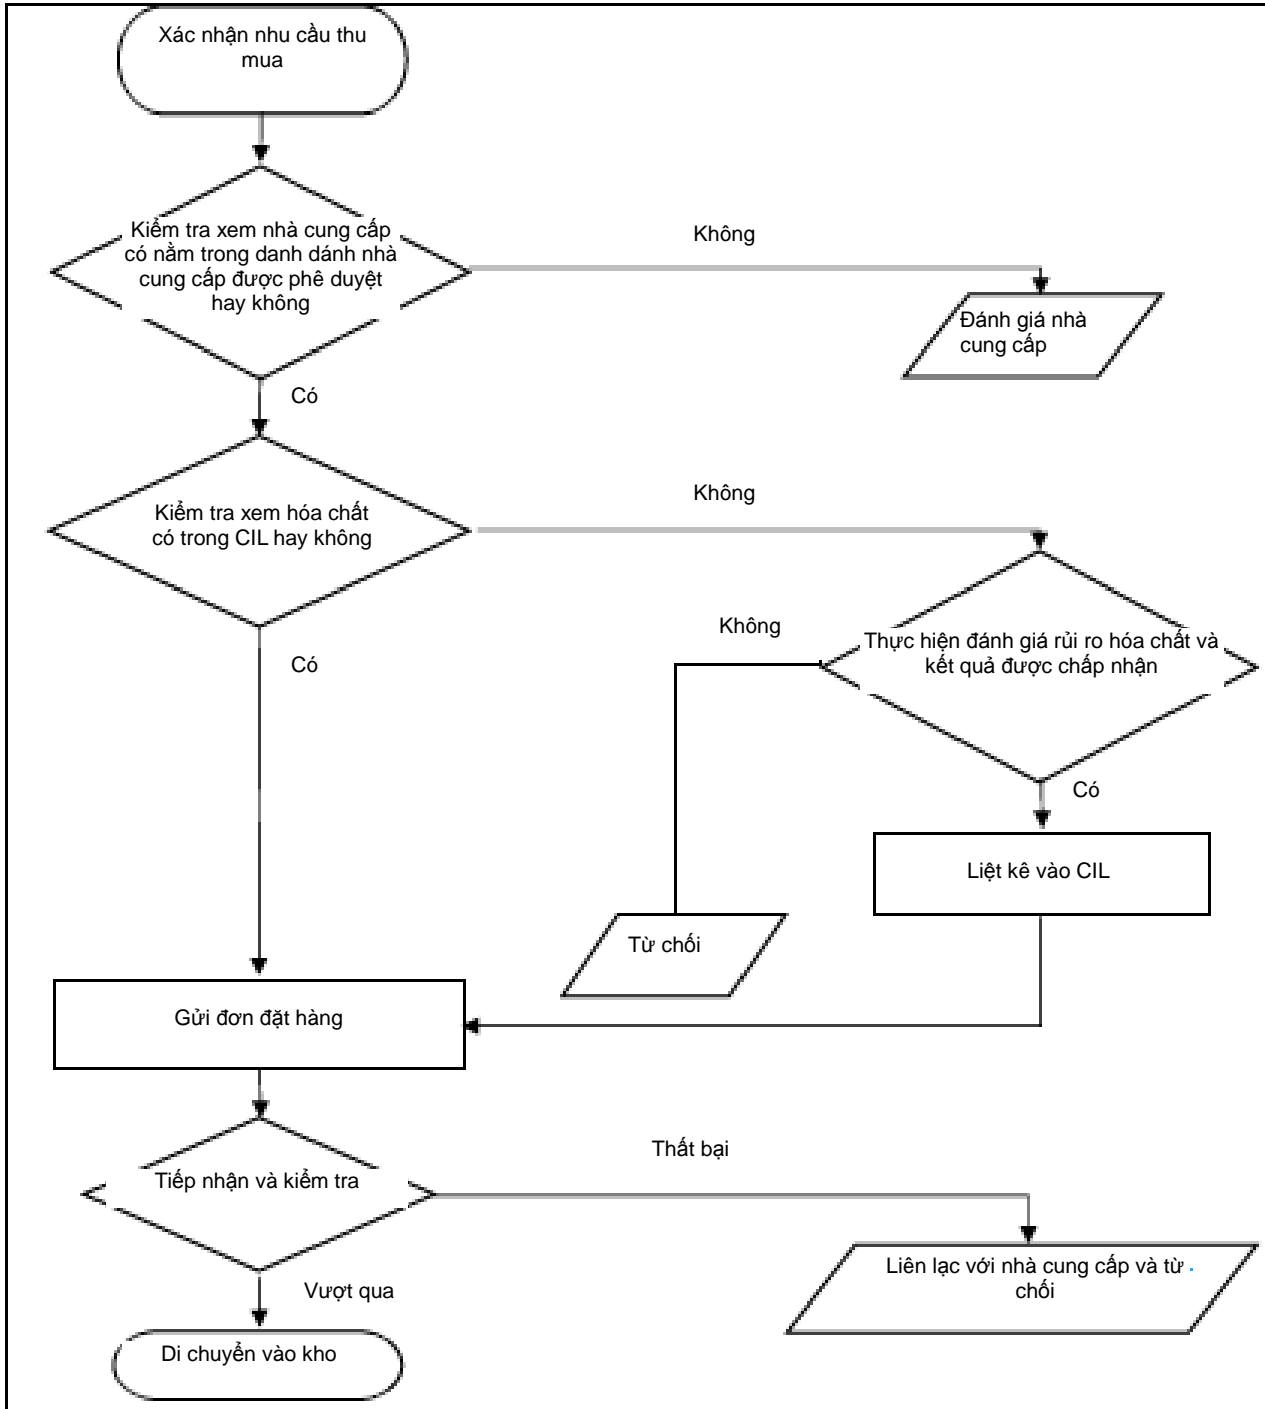 Xác nhận nhu cầu thu
mua
Kiểm tra xem nhà cung cấp
có nằm trong danh dánh nhà
cung cấp được phê duyệt
hay không
Không
Đánh giá nhà
cung cấp
Có
Kiểm tra xem hóa chất
có trong CIL hay không
Không
Không
Thực hiện đánh giá rủi ro hóa chất và
kết quả được chấp nhận
Có
Có
Liệt kê vào CIL
Từ chối
Gửi đơn đặt hàng
Tiếp nhận và kiểm tra
Thất bại
Liên lạc với nhà cung cấp và từ
chối
Vượt qua
Di chuyển vào kho